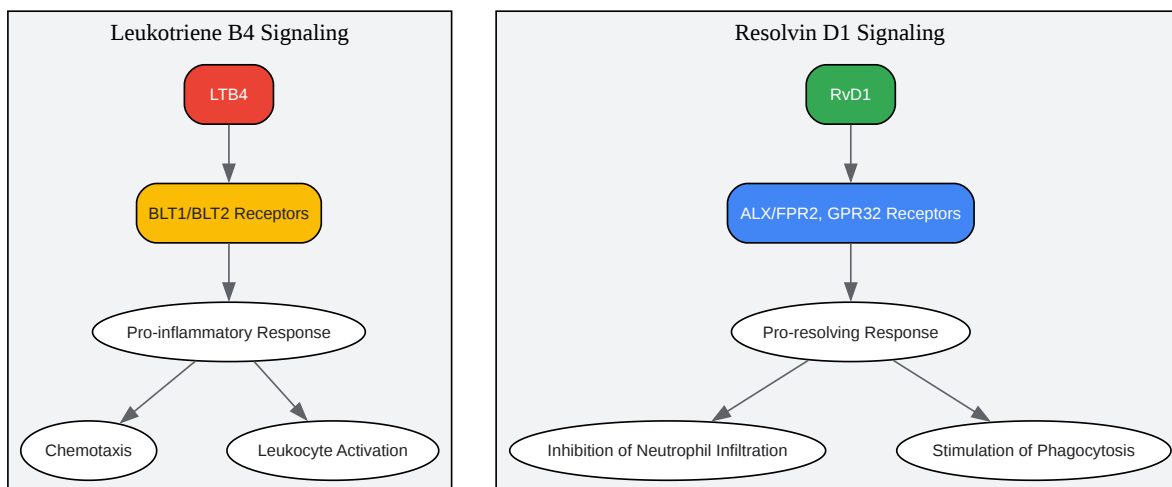 Leukotriene B4 Signaling
LTB4
BLT1/BLT2 Receptors
Pro-inflammatory Response
Chemotaxis
Leukocyte Activation
Resolvin D1 Signaling
RvD1
ALX/FPR2, GPR32 Receptors
Pro-resolving Response
Inhibition of Neutrophil Infiltration
Stimulation of Phagocytosis